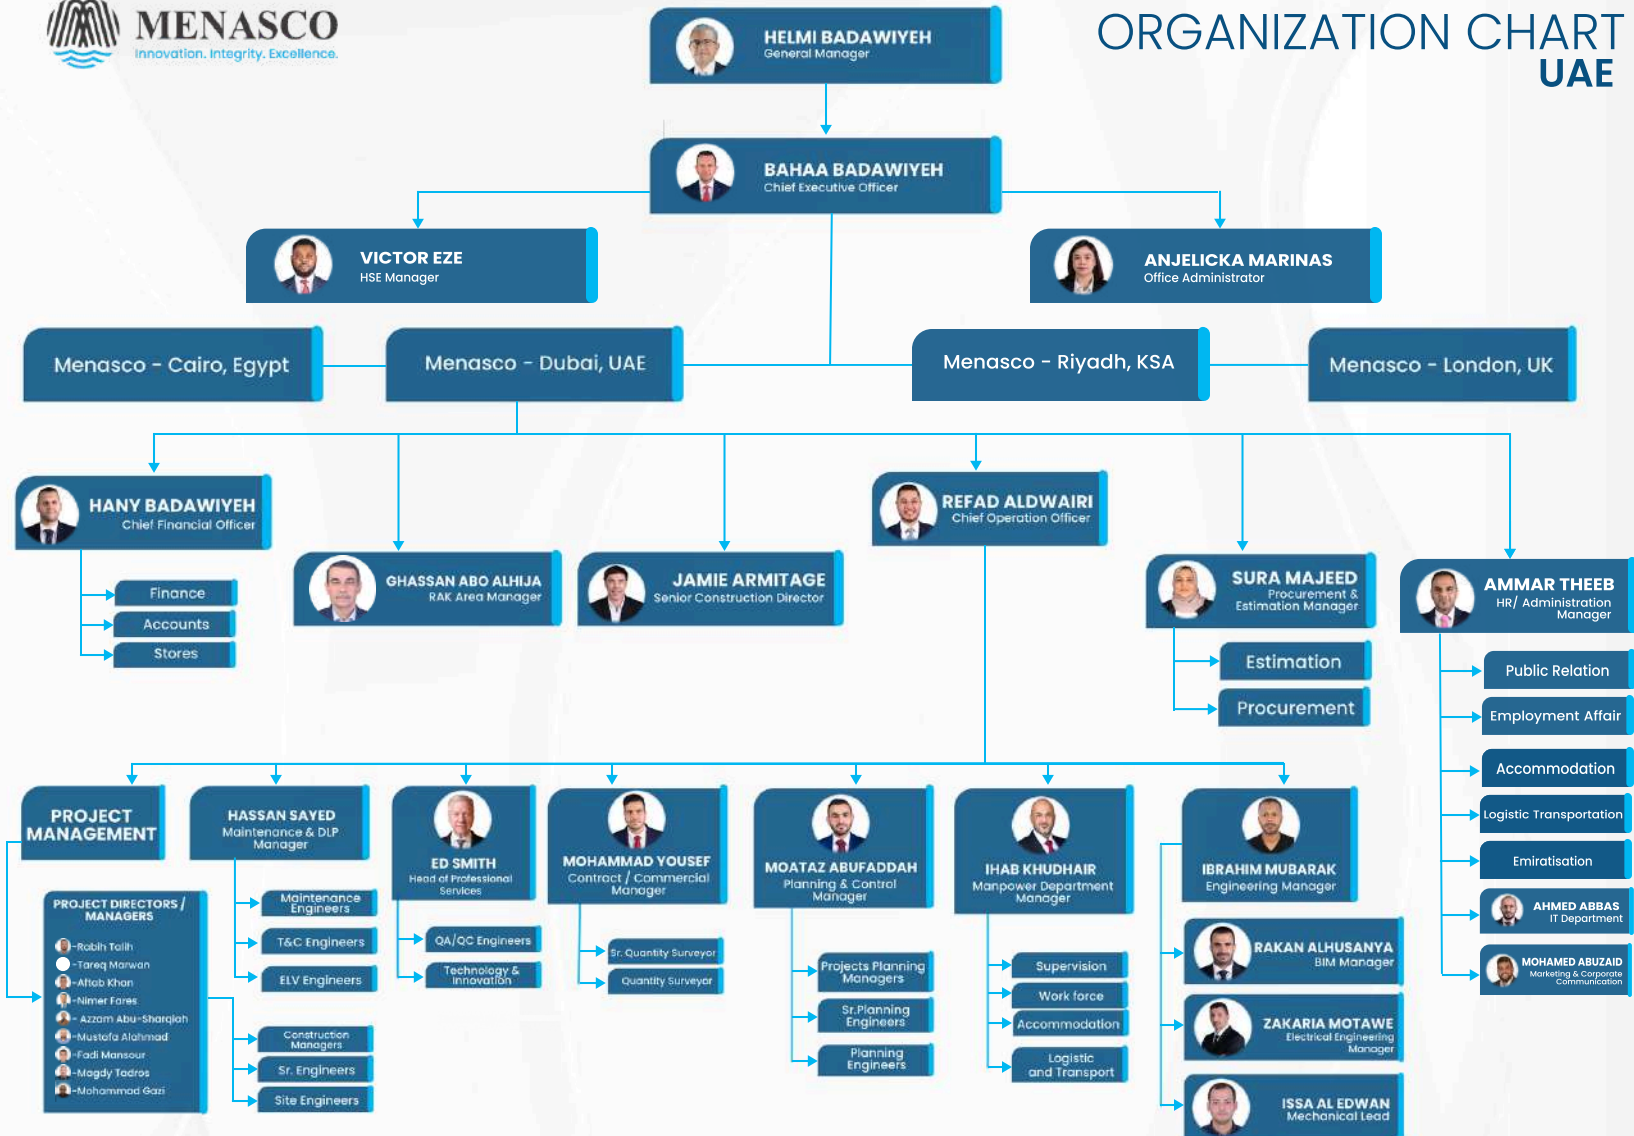 MENASCO
Innovation. Integrity. Excellence.
ORGANIZATION CHART
UAE
HELMI BADAWIYEH
General Manager
BAHAA BADAWIYEH
Chief Executive Officer
VICTOR EZE
HSE Manager
ANJELICKA MARINAS
Office Administrator
Menasco - Cairo, Egypt
Menasco - Dubai, UAE
Menasco - Riyadh, KSA
Menasco - London, UK
HANY BADAWIYEH
Chief Financial Officer
Finance
Accounts
Stores
GHASSAN ABO ALHIJA
RAK Area Manager
JAMIE ARMITAGE
Senior Construction Director
REFAD ALDWAIRI
Chief Operation Officer
SURA MAJEED
Procurement &
Estimation Manager
Estimation
Procurement
AMMAR THEEB
HR/ Administration
Manager
Public Relation
Employment Affair
Accommodation
Logistic Transportation
Emiratisation
AHMED ABBAS
IT Department
MOHAMED ABUZAID
Marketing & Corporate
Communication
PROJECT
MANAGEMENT
PROJECT DIRECTORS /
MANAGERS
-Rabih Talih
-Tareq Marwan
-Aftab Khan
-Nimer Fares
- Azzam Abu-Sharqiah
-Mustafa Alahmad
-Fadi Mansour
-Magdy Tadros
-Mohammad Gazi
Construction
Managers
Sr. Engineers
Site Engineers
HASSAN SAYED
Maintenance & DLP
Manager
Maintenance
Engineers
T&C Engineers
ELV Engineers
ED SMITH
Head of Professional
Services
QA/QC Engineers
Technology &
Innovation
MOHAMMAD YOUSEF
Contract / Commercial
Manager
Sr. Quantity Surveyor
Quantity Surveyor
MOATAZ ABUFADDAH
Planning & Control
Manager
Projects Planning
Managers
Sr.Planning
Engineers
Planning
Engineers
IHAB KHUDHAIR
Manpower Department
Manager
Supervision
Work force
Accommodation
Logistic
and Transport
IBRAHIM MUBARAK
Engineering Manager
RAKAN ALHUSANYA
BIM Manager
ZAKARIA MOTAWE
Electrical Engineering
Manager
ISSA AL EDWAN
Mechanical Lead